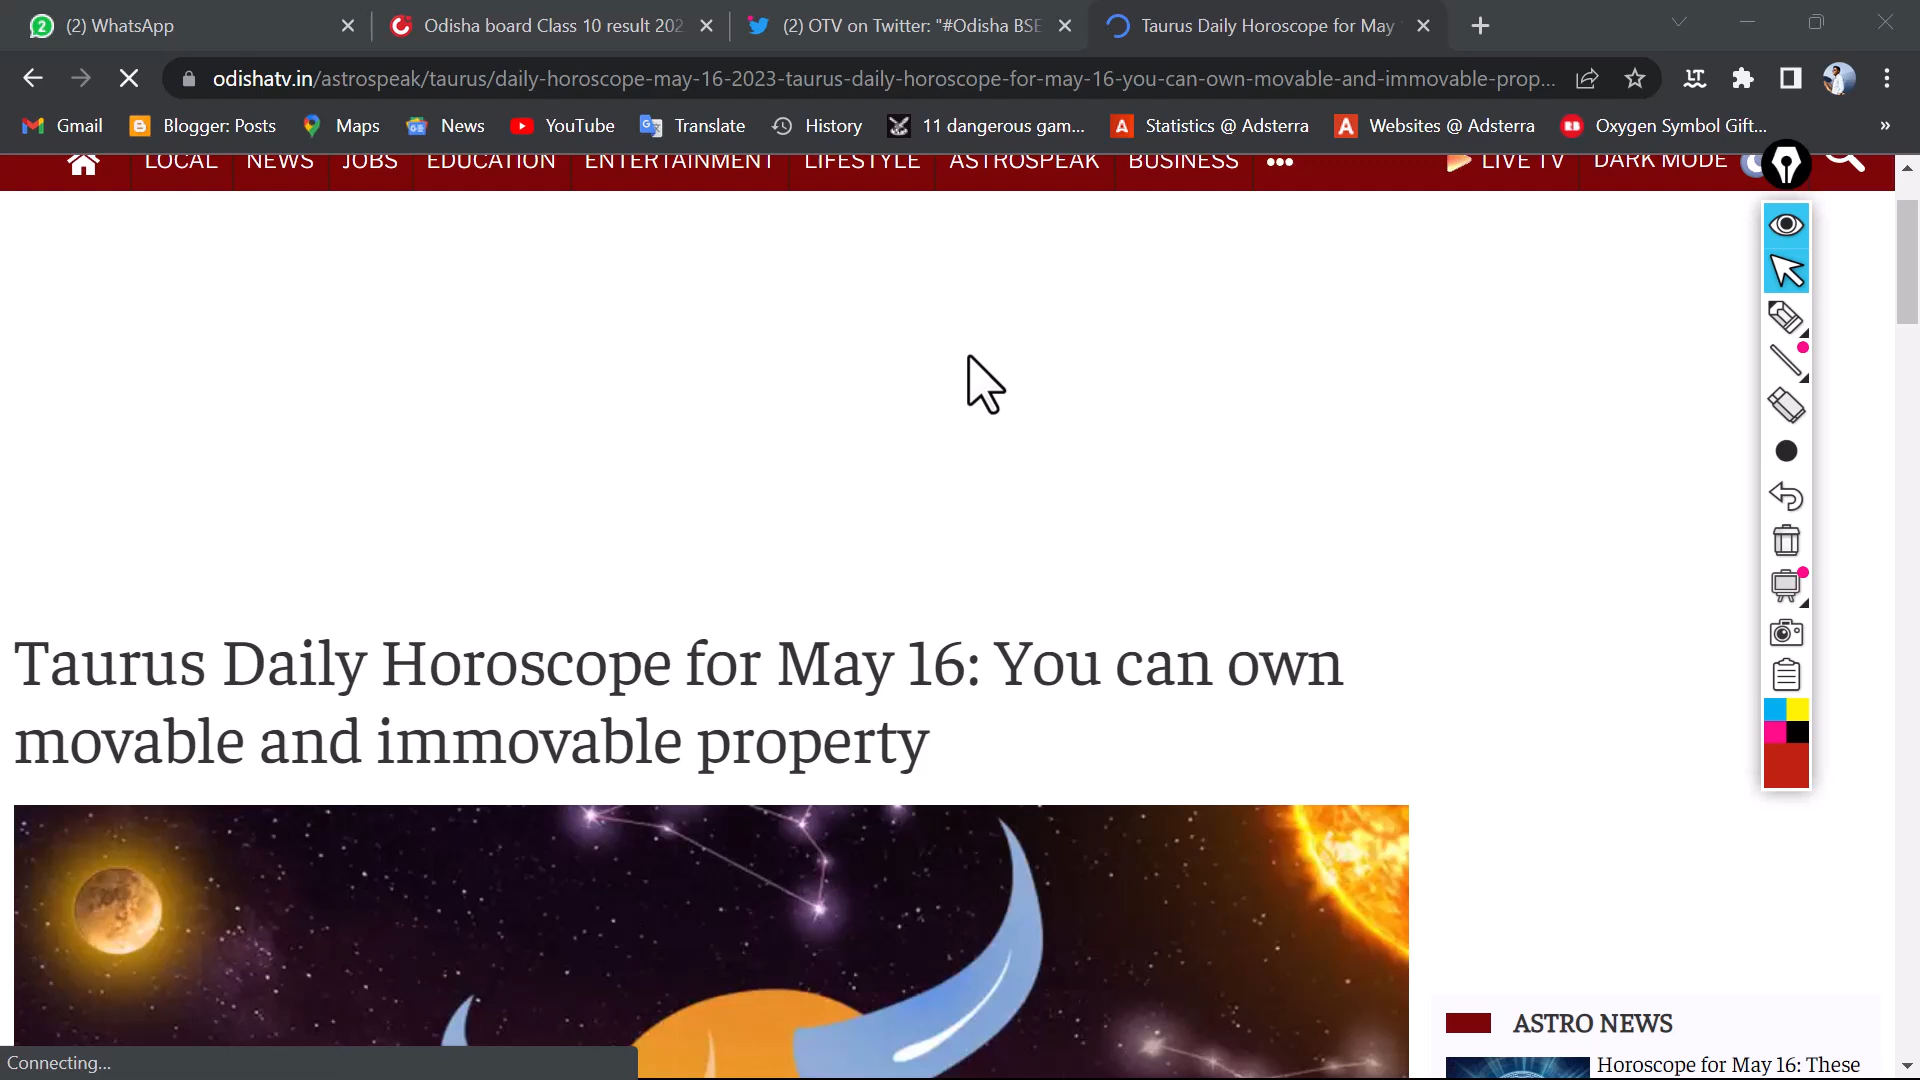 (2) WhatsApp
Odisha board Class 10 result 202
(2) OTV on Twitter: "#Odisha BSE
Taurus Daily Horoscope for May
odishatv.in/astrospeak/taurus/daily-horoscope-may-16-2023-taurus-daily-horoscope-for-may-16-you-can-own-movable-and-immovable-prop...
Gmail
Blogger: Posts
Maps
News
YouTube
Translate
History
11 dangerous gam...
Statistics @ Adsterra
Websites @ Adsterra
Oxygen Symbol Gift...
»
LOCAL NEWS JOBS EDUCATION ENTERTAINMENT LIFESTYLE ASTROSPEAK BUSINESS LIVE TV DARK MODE
Taurus Daily Horoscope for May 16: You can own
movable and immovable property
ASTRO NEWS
Horoscope for May 16: These
Connecting...